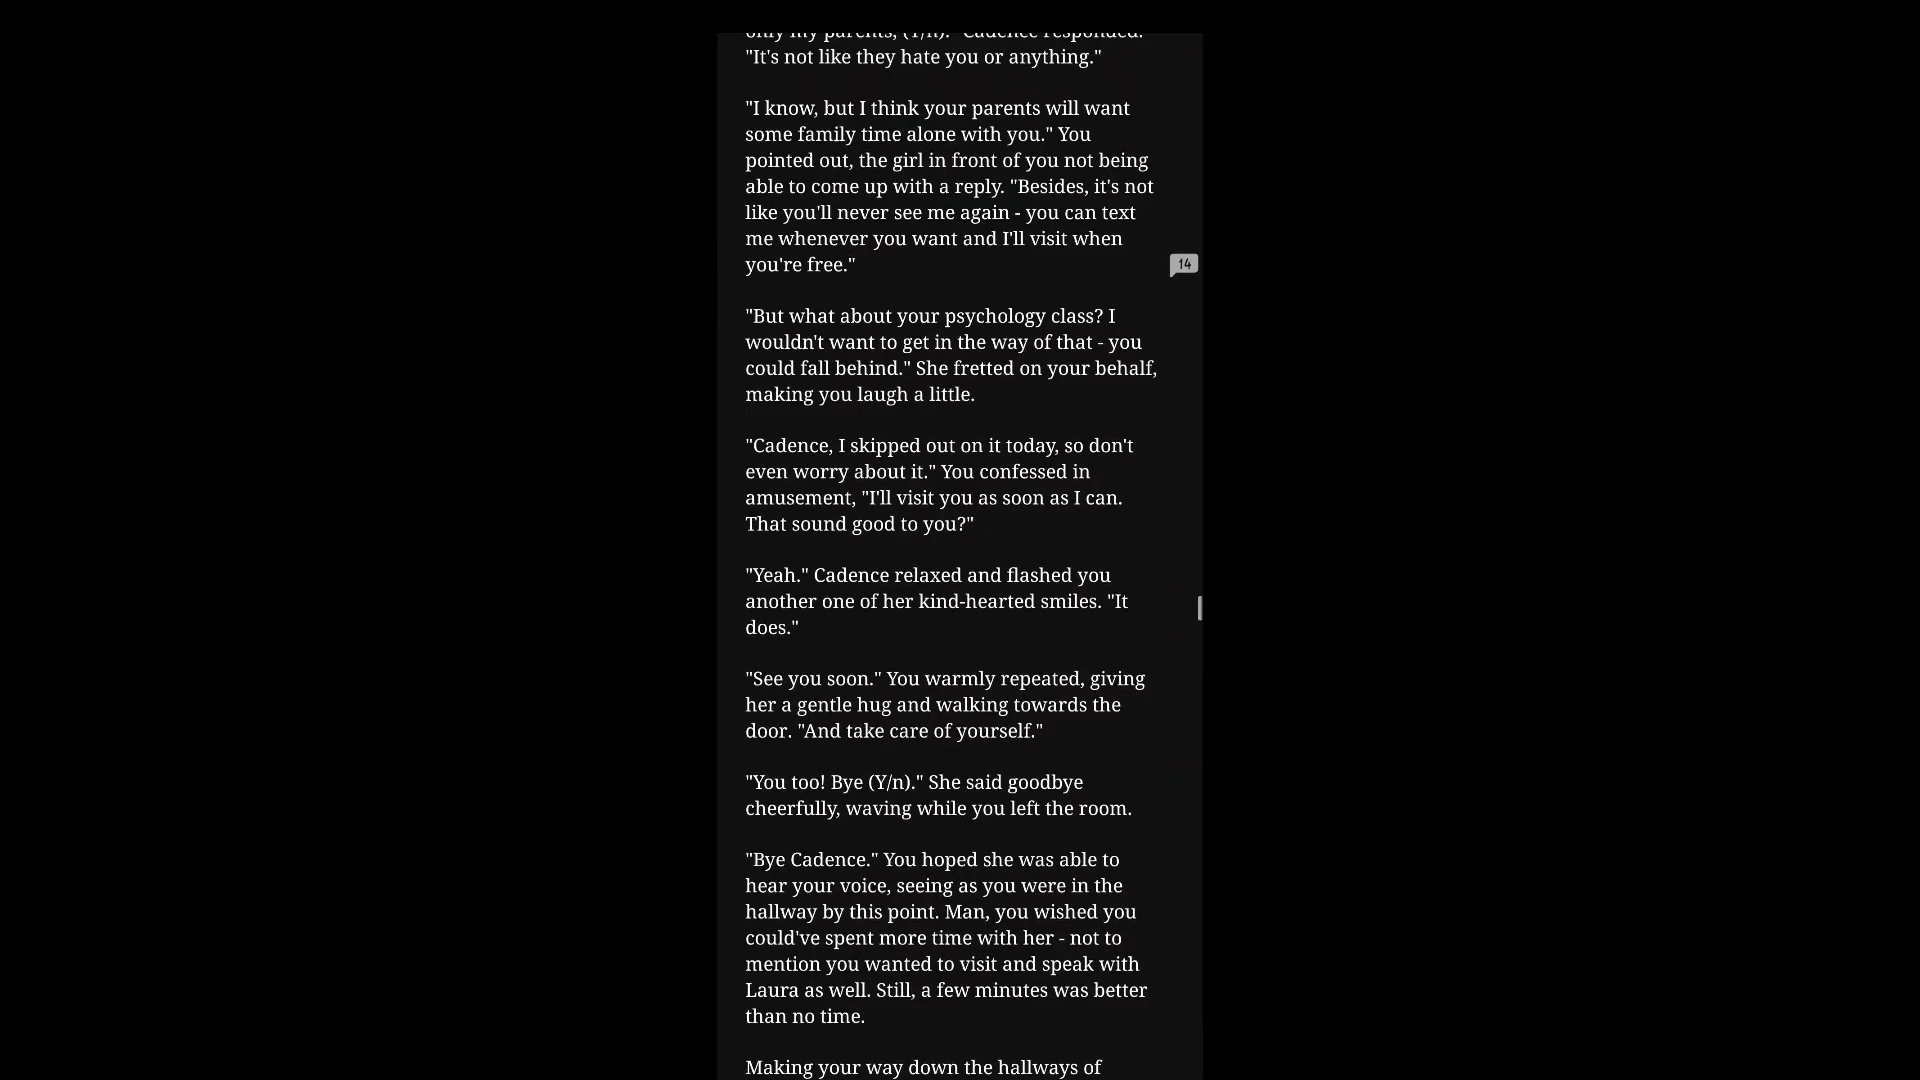 only my parents, (Y/n)." Cadence responded.
"It's not like they hate you or anything."
"I know, but I think your parents will want
some family time alone with you." You
pointed out, the girl in front of you not being
able to come up with a reply. "Besides, it's not
like you'll never see me again - you can text
me whenever you want and I'll visit when
you're free."
14
"But what about your psychology class? I
wouldn't want to get in the way of that - you
could fall behind." She fretted on your behalf,
making you laugh a little.
"Cadence, I skipped out on it today, so don't
even worry about it." You confessed in
amusement, "I'll visit you as soon as I can.
That sound good to you?"
"Yeah." Cadence relaxed and flashed you
another one of her kind-hearted smiles. "It
does."
"See you soon." You warmly repeated, giving
her a gentle hug and walking towards the
door. "And take care of yourself."
"You too! Bye (Y/n)." She said goodbye
cheerfully, waving while you left the room.
"Bye Cadence." You hoped she was able to
hear your voice, seeing as you were in the
hallway by this point. Man, you wished you
could've spent more time with her - not to
mention you wanted to visit and speak with
Laura as well. Still, a few minutes was better
than no time.
Making your way down the hallways of